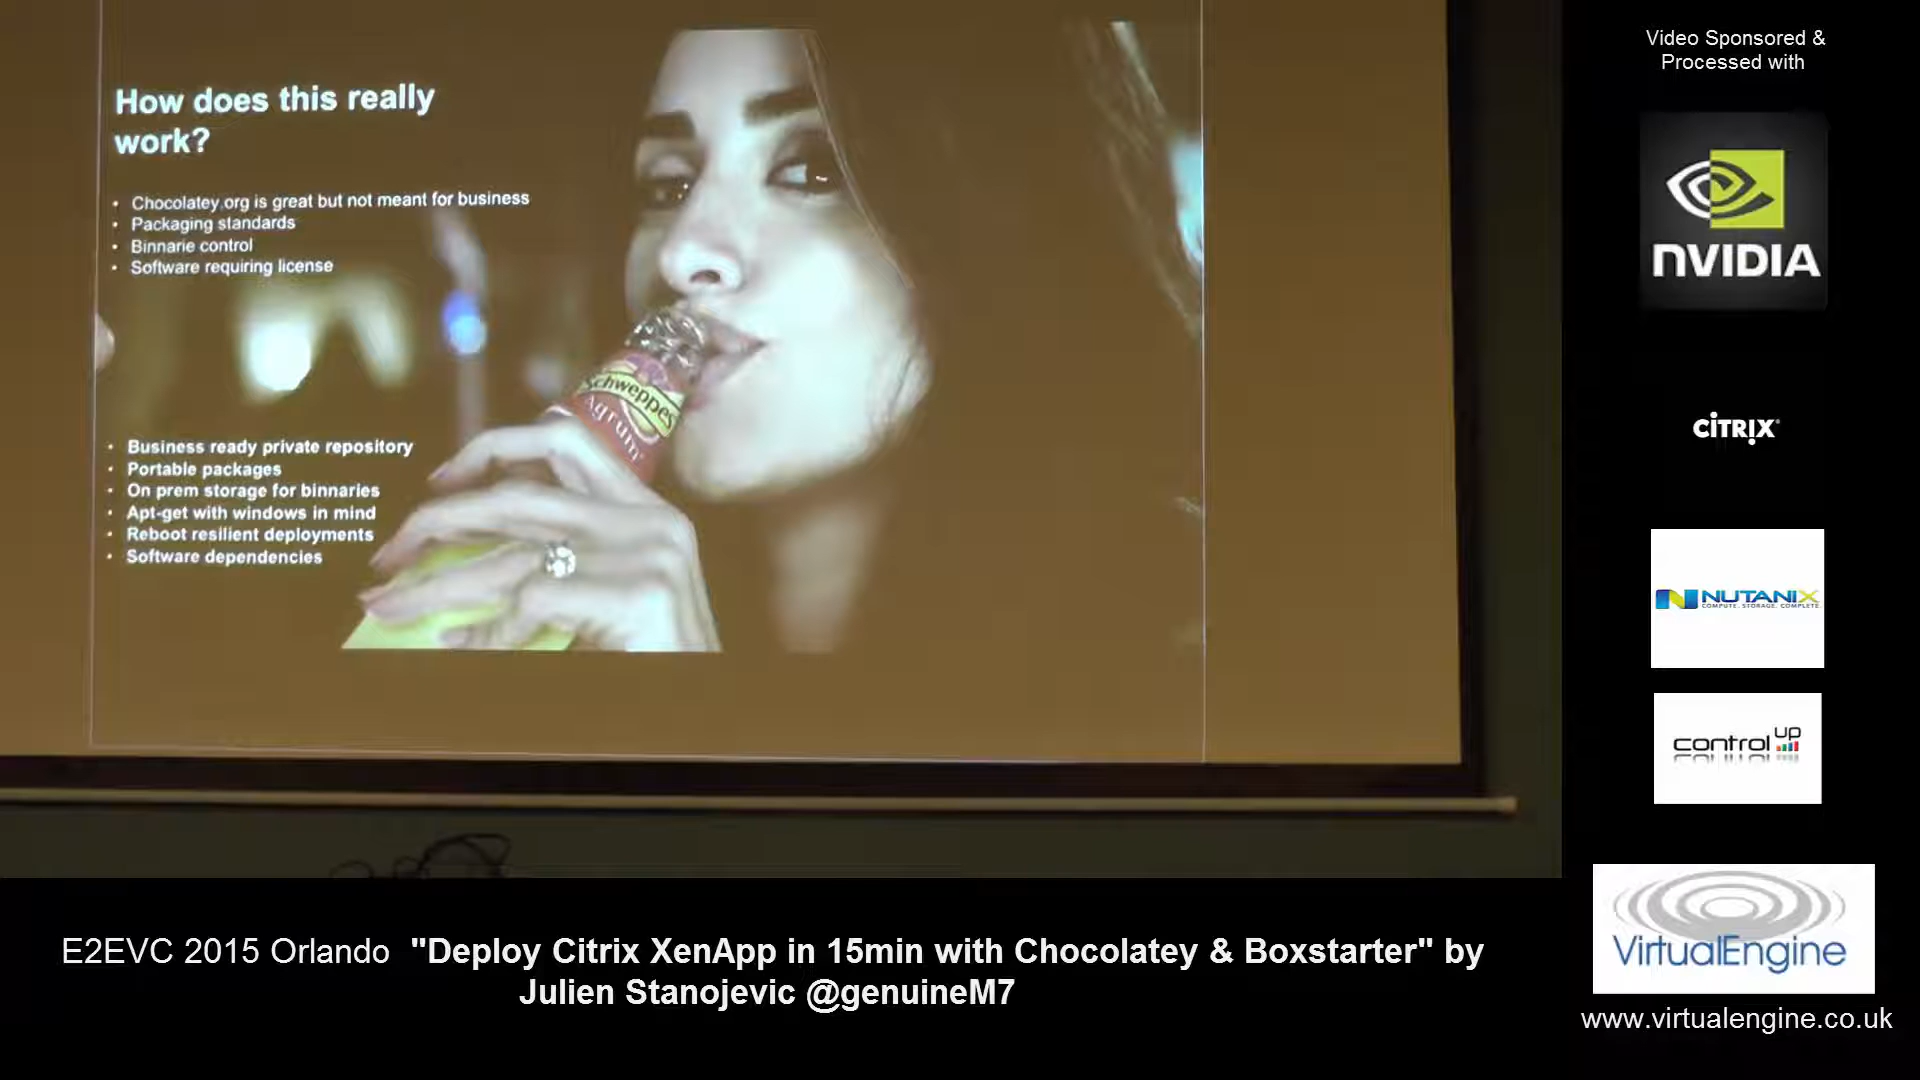 How does this really
work?
• Chocolatey.org is great but not meant for business
• Packaging standards
• Binnarie control
• Software requiring license
Schweppes
Agrum
• Business ready private repository
• Portable packages
• On prem storage for binnaries
• Apt-get with windows in mind
• Reboot resilient deployments
• Software dependencies
Video Sponsored &
Processed with
NVIDIA
CITRIX
NUTANIX
COMPUTE. STORAGE. COMPLETE.
control up
VirtualEngine
www.virtualengine.co.uk
E2EVC 2015 Orlando "Deploy Citrix XenApp in 15min with Chocolatey & Boxstarter" by
Julien Stanojevic @genuineM7